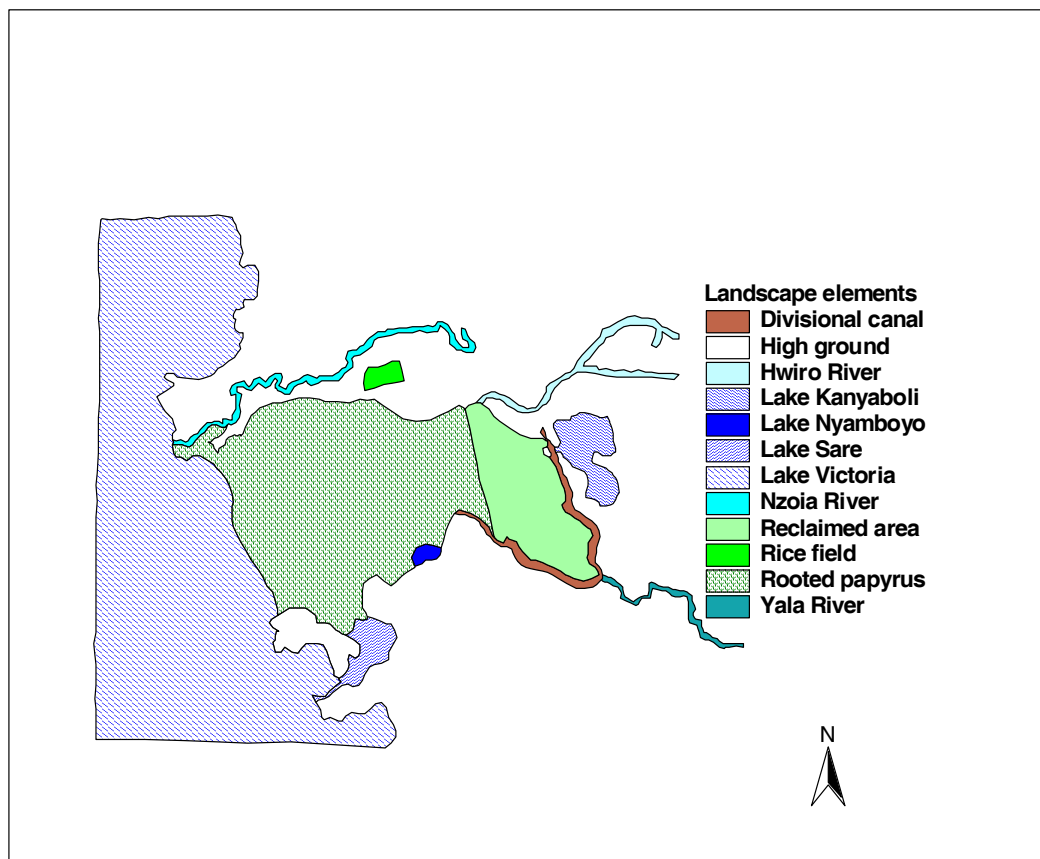 Landscape elements
Divisional canal
High ground
Hwiro River
Lake Kanyaboli
Lake Nyamboyo
Lake Sare
Lake Victoria
Nzoia River
Reclaimed area
Rice field
Rooted papyrus
Yala River
N